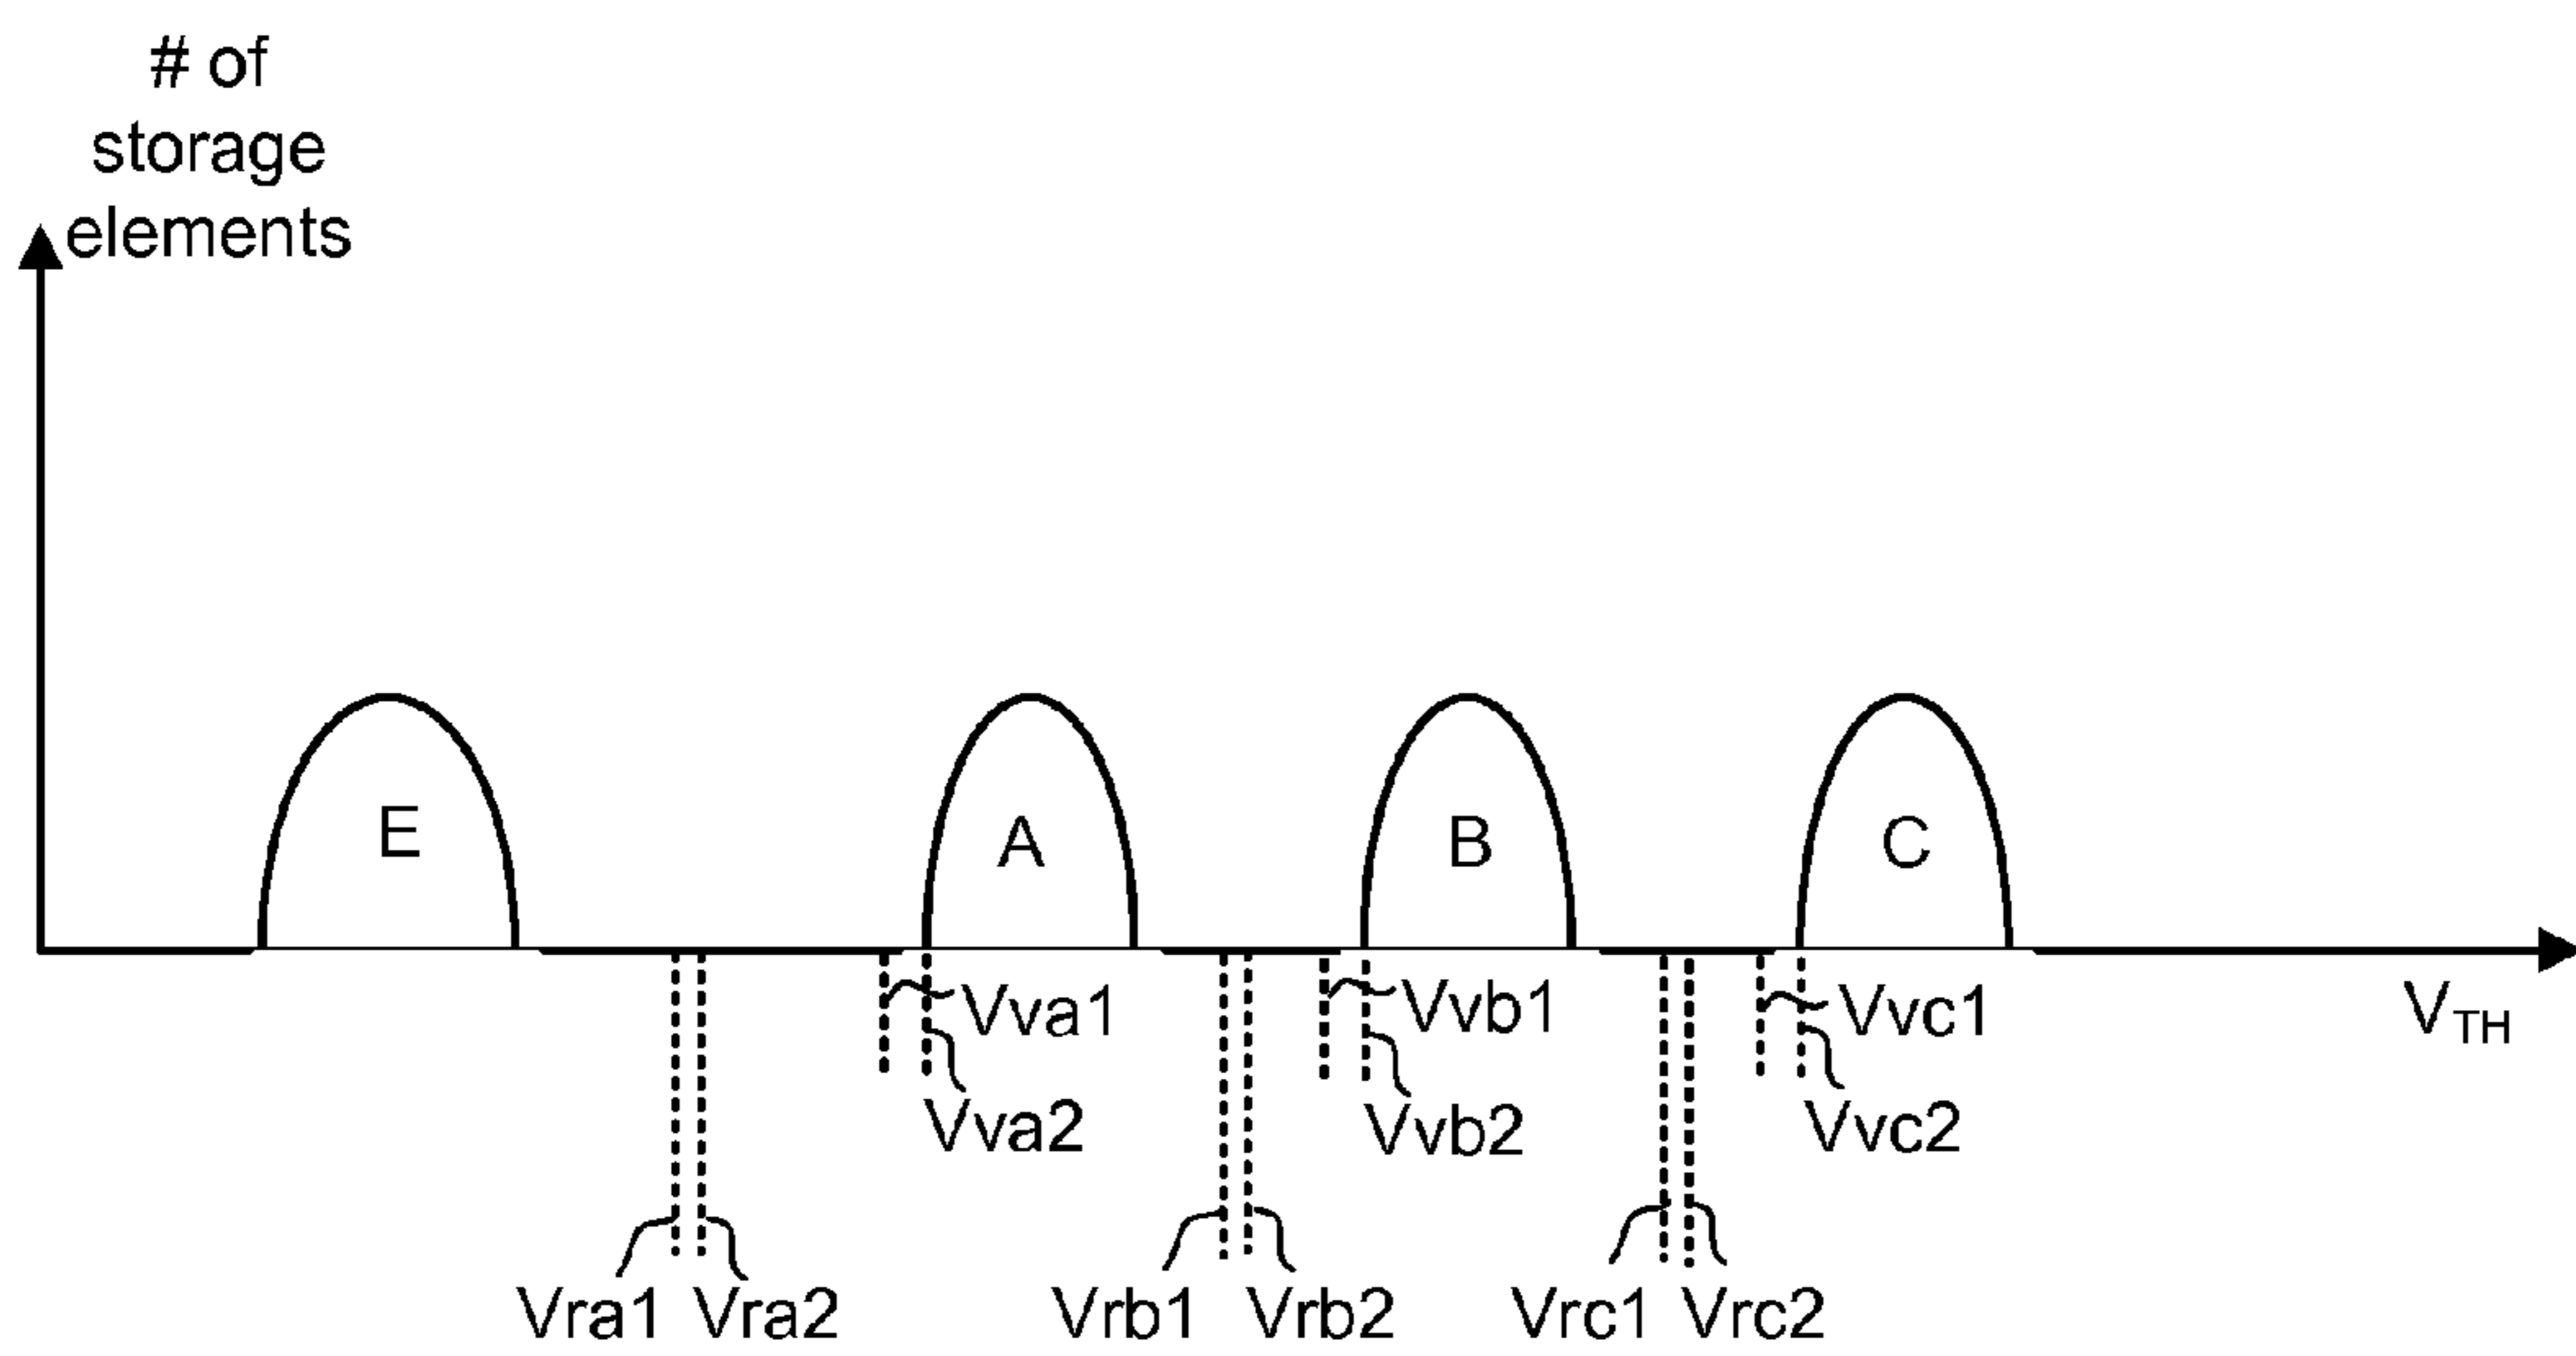 # of
storage
elements
E
A
B
C
Vva1
Vvb1
Vvc1
VTH
Vva2
Vvb2
Vvc2
Vra1 Vra2
Vrb1 Vrb2
Vrc1 Vrc2